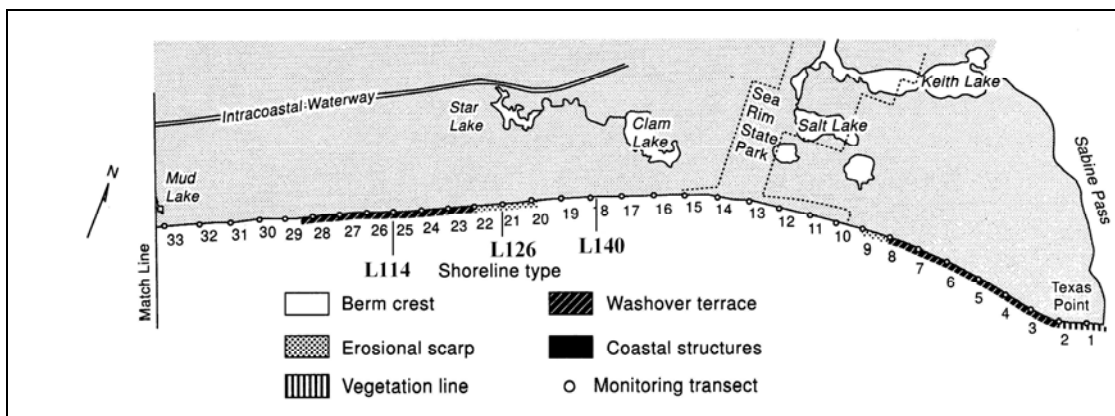 Intracoastal Waterway
Star
Lake
Clam
Lake
Sea
Rim
State
Park
Salt Lake
Keith Lake
Sabine Pass
N
Mud
Lake
Match Line
33 32 31 30 29 28 27 26 25 24 23 22 21 20 19 18 17 16 15 14 13 12 11 10 9 8 7 6 5 4 3 2 1
Texas
Point
L114
L126
L140
Shoreline type
Berm crest
Washover terrace
Erosional scarp
Coastal structures
Vegetation line
Monitoring transect